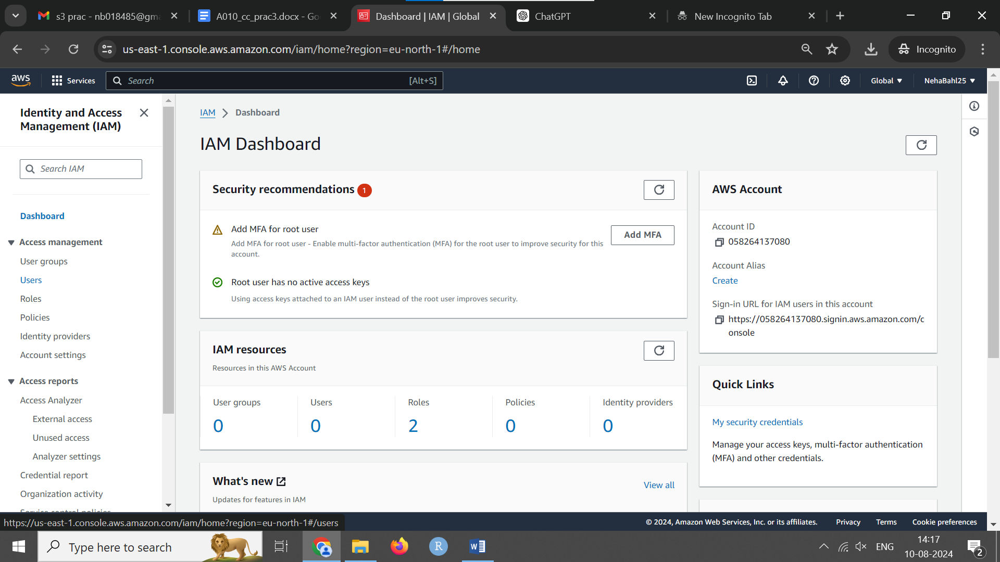 s3 prac - nb018485@gma
A010_cc_prac3.docx - Go
Dashboard | IAM | Global
ChatGPT
New Incognito Tab
us-east-1.console.aws.amazon.com/iam/home?region=eu-north-1#/home
Incognito
aws
Services
Search
[Alt+S]
Global
NehaBahl25
Identity and Access
Management (IAM)
Search IAM
Dashboard
Access management
User groups
Users
Roles
Policies
Identity providers
Account settings
Access reports
Access Analyzer
External access
Unused access
Analyzer settings
Credential report
Organization activity
Service control policies
IAM
Dashboard
IAM Dashboard
Security recommendations 1
Add MFA for root user
Add MFA for root user - Enable multi-factor authentication (MFA) for the root user to improve security for this
account.
Add MFA
Root user has no active access keys
Using access keys attached to an IAM user instead of the root user improves security.
IAM resources
Resources in this AWS Account
User groups
0
Users
0
Roles
2
Policies
0
Identity providers
0
What's new
View all
Updates for features in IAM
AWS Account
Account ID
058264137080
Account Alias
Create
Sign-in URL for IAM users in this account
https://058264137080.signin.aws.amazon.com/c
onsole
Quick Links
My security credentials
Manage your access keys, multi-factor authentication
(MFA) and other credentials.
https://us-east-1.console.aws.amazon.com/iam/home?region=eu-north-1#/users
© 2024, Amazon Web Services, Inc. or its affiliates.
Privacy
Terms
Cookie preferences
Type here to search
R
W
ENG
14:17
10-08-2024
2